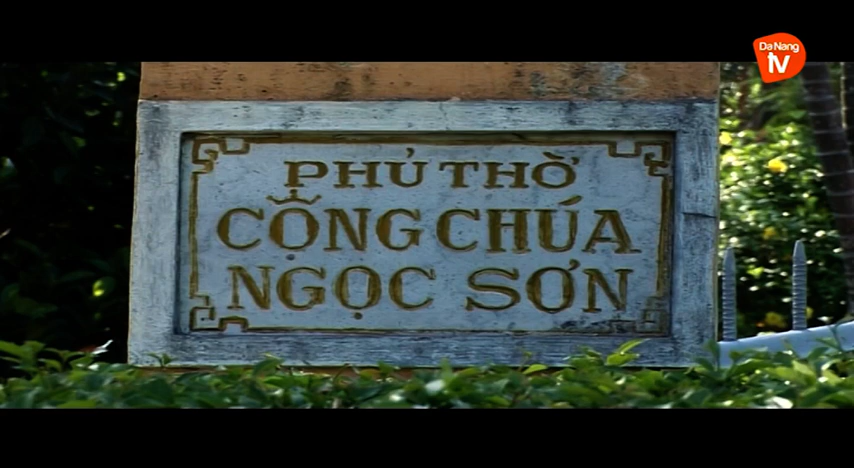 Da Nang
tv
PHỦ THỜ
CÔNG CHÚA
NGỌC SƠN